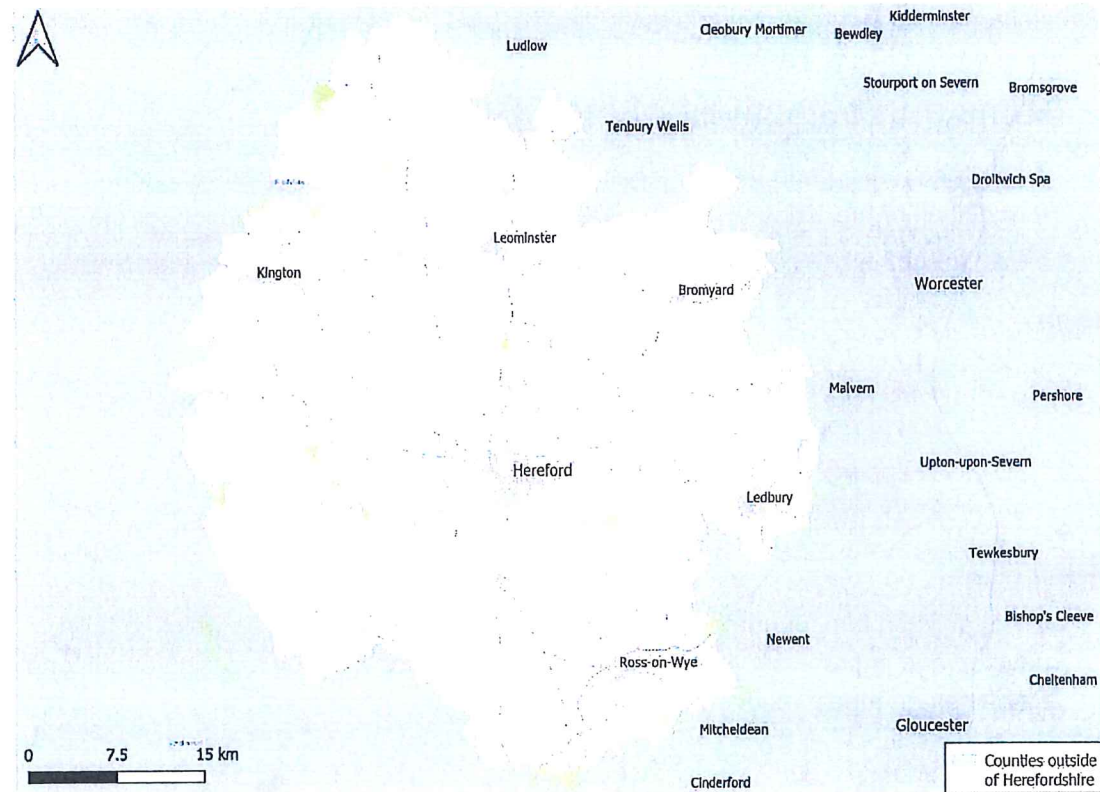 Kidderminster
Cleobury Mortimer
Bewdley
Ludlow
Stourport on Severn
Bromsgrove
Tenbury Wells
Droitwich Spa
Leominster
Kington
Worcester
Bromyard
Malvern
Pershore
Upton-upon-Severn
Hereford
Ledbury
Tewkesbury
Bishop's Cleeve
Newent
Ross-on-Wye
Cheltenham
Gloucester
Mitcheldean
0 7.5 15 km
Counties outside
of Herefordshire
Cinderford